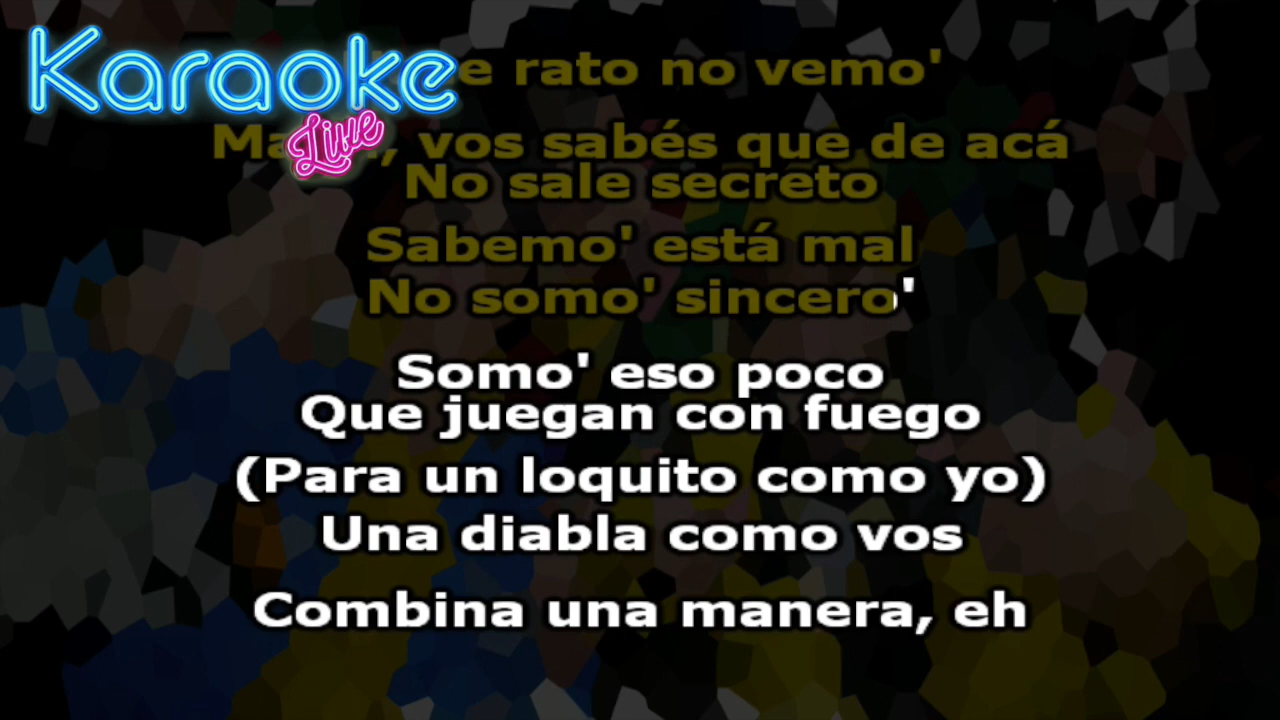 Karaoke
Live
rato no vemo'
vos sabés que de acá
No sale secreto
Sabemo' está mal
No somo' sincero'
Somo' eso poco
Que juegan con fuego
(Para un loquito como yo)
Una diabla como vos
Combina una manera, eh